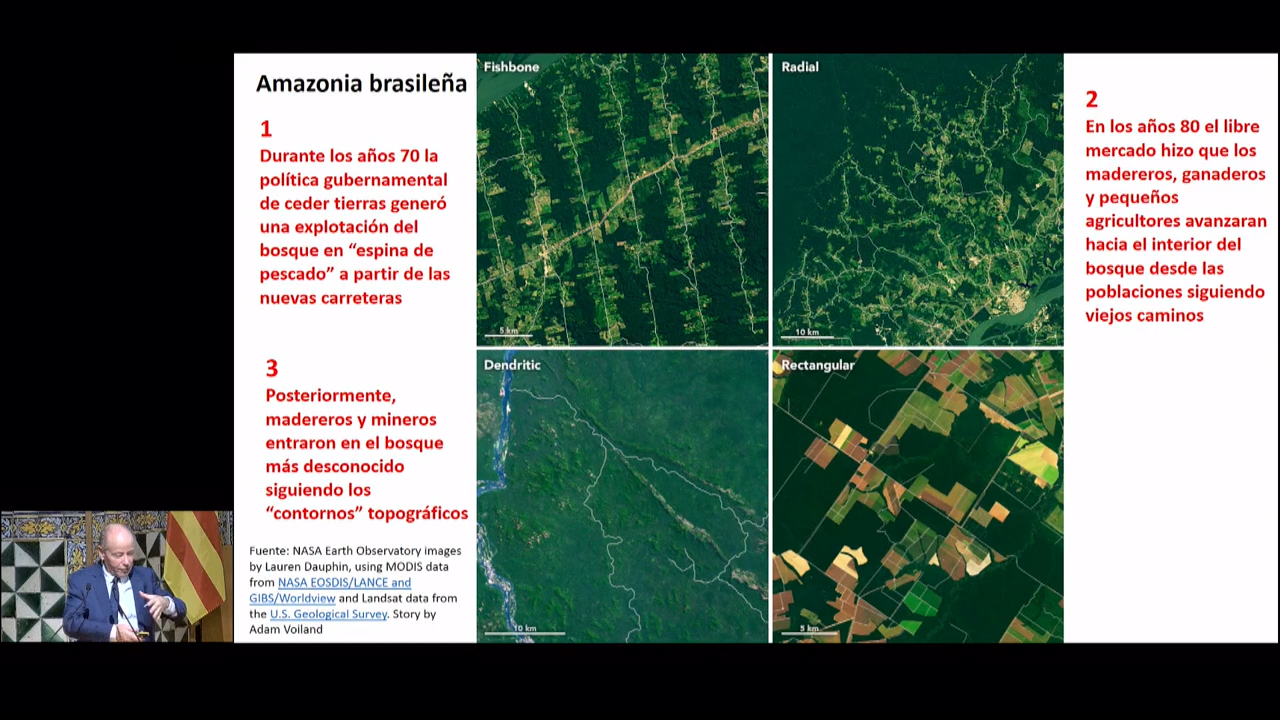 Amazonia brasileña
1
Durante los años 70 la
política gubernamental
de ceder tierras generó
una explotación del
bosque en “espina de
pescado” a partir de las
nuevas carreteras
Fishbone
5 km
Radial
10 km
2
En los años 80 el libre
mercado hizo que los
madereros, ganaderos
y pequeños
agricultores avanzaran
hacia el interior del
bosque desde las
poblaciones siguiendo
viejos caminos
3
Posteriormente,
madereros y mineros
entraron en el bosque
más desconocido
siguiendo los
“contornos” topográficos
Dendritic
10 km
Rectangular
5 km
Fuente: NASA Earth Observatory images
by Lauren Dauphin, using MODIS data
from NASA EOSDIS/LANCE and
GIBS/Worldview and Landsat data from
the U.S. Geological Survey. Story by
Adam Voiland